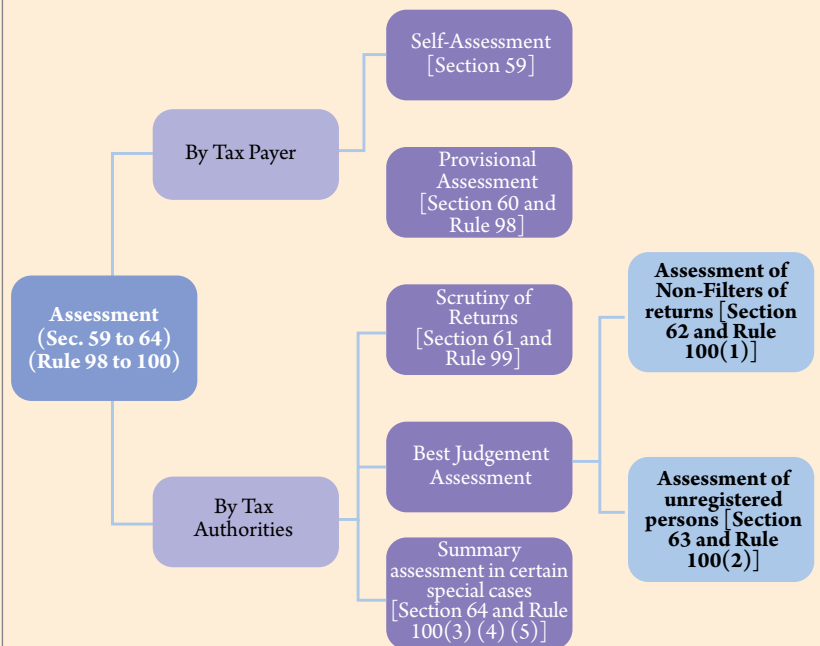 Self-Assessment
[Section 59]
By Tax Payer
Provisional
Assessment
[Section 60 and
Rule 98]
Assessment
(Sec. 59 to 64)
(Rule 98 to 100)
Scrutiny of
Returns
[Section 61 and
Rule 99]
Assessment of
Non-Filters of
returns [Section
62 and Rule
100(1)]
By Tax
Authorities
Best Judgement
Assessment
Assessment of
unregistered
persons [Section
63 and Rule
100(2)]
Summary
assessment in certain
special cases
[Section 64 and Rule
100(3) (4) (5)]